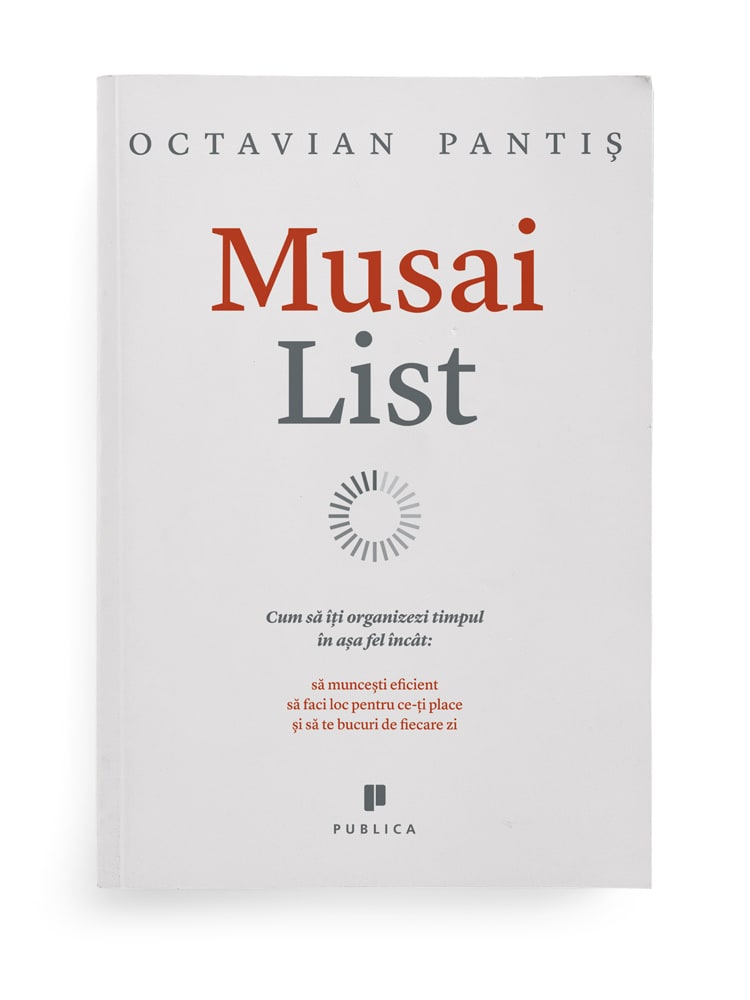 OCTAVIAN PANTIŞ
Musai
List
Cum să îți organizezi timpul
în așa fel încât:
să muncești eficient
să faci loc pentru ce-ți place
și să te bucuri de fiecare zi
PUBLICA